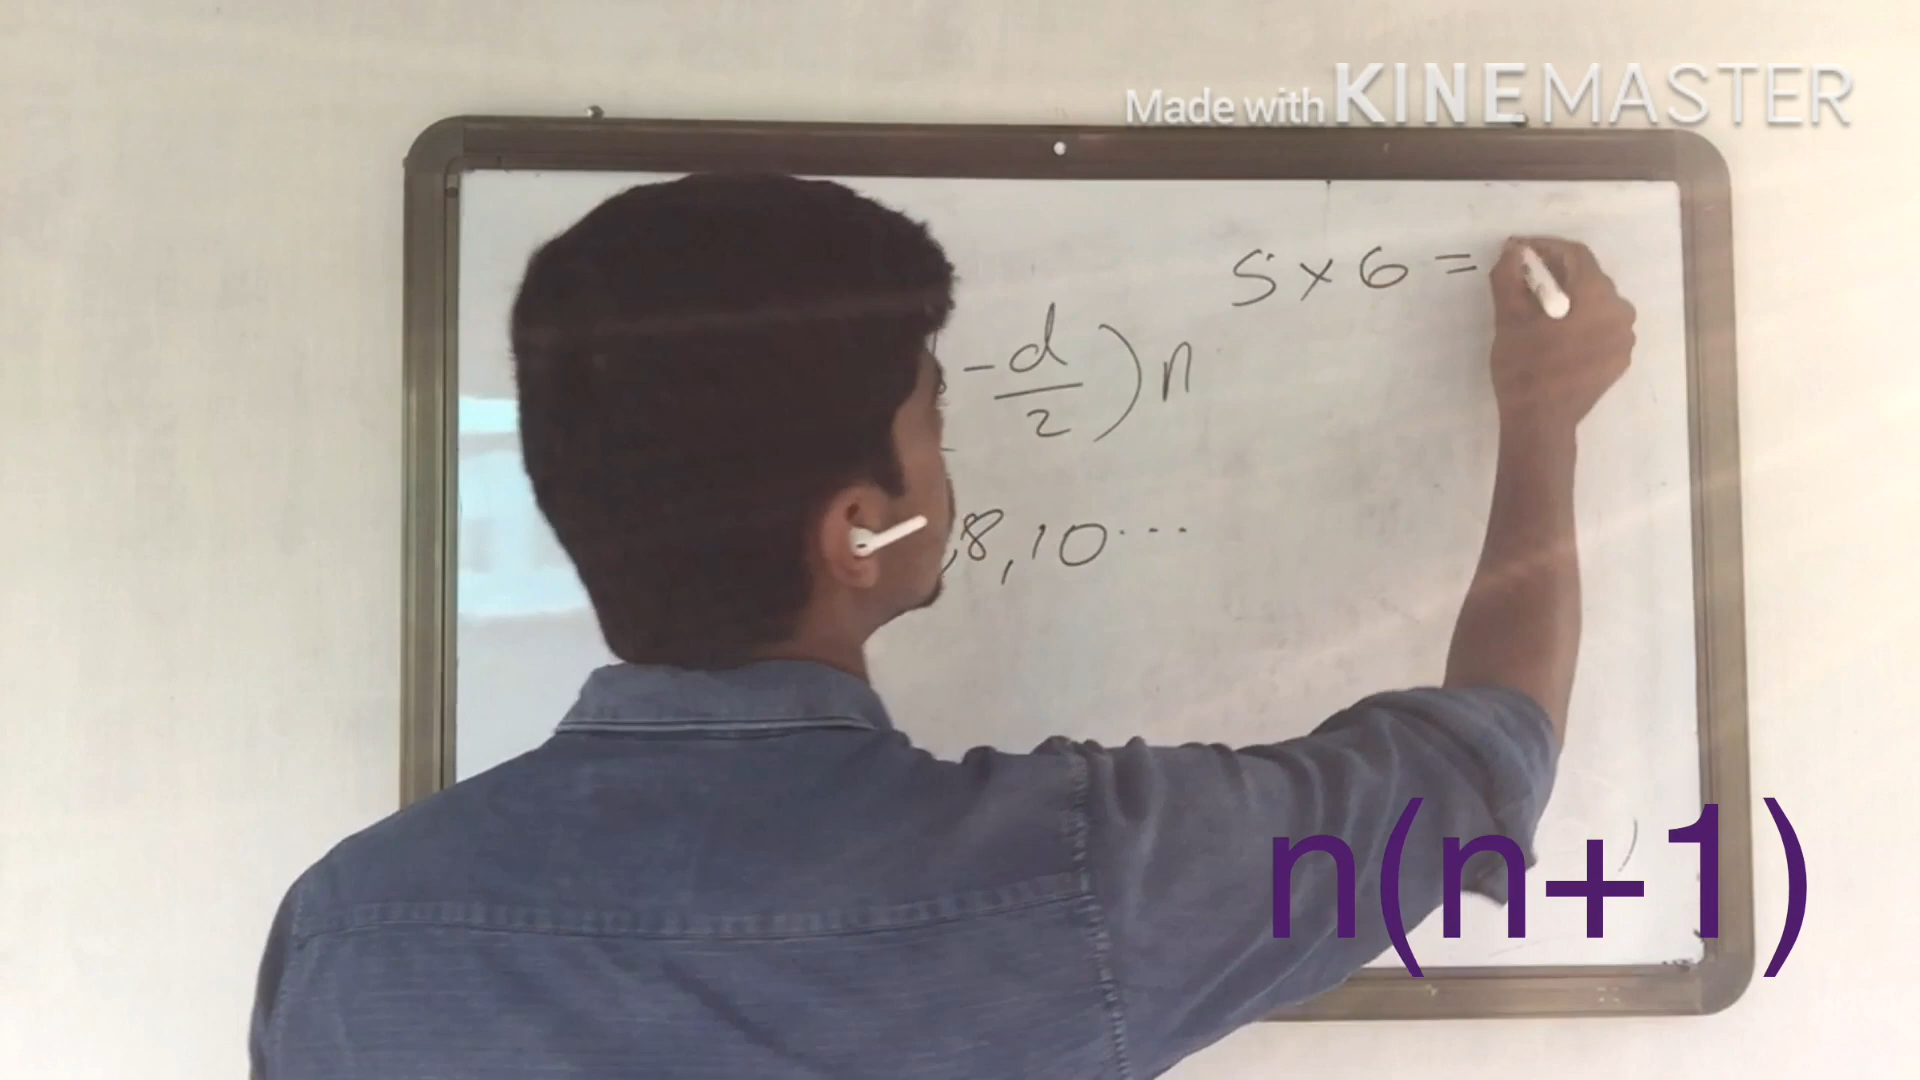 Made with KINEMASTER
5 × 6 =
- d/2 ) n
, 8, 10 ...
n(n+1)